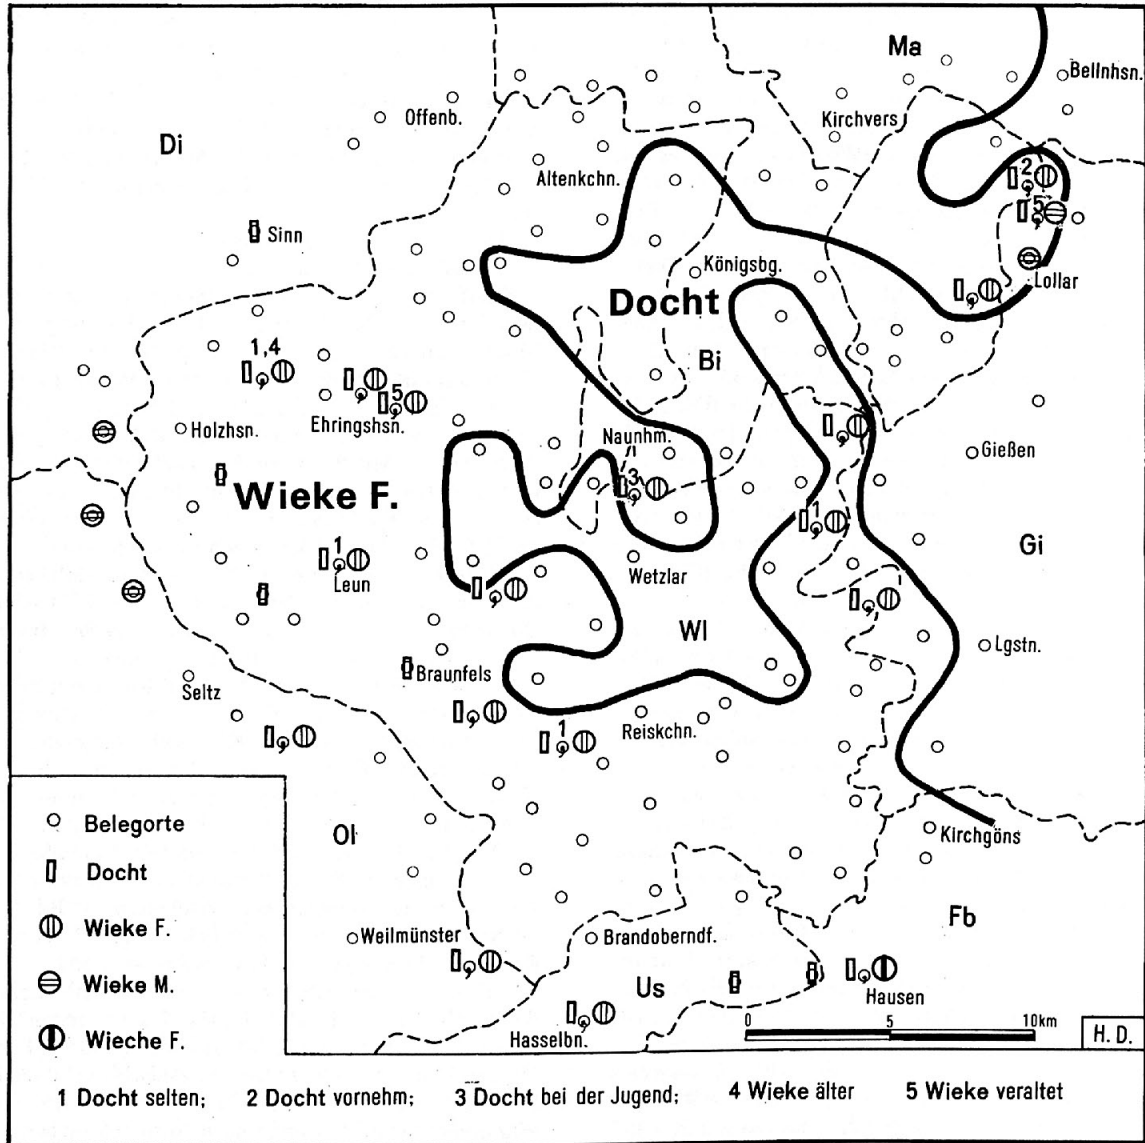 Ma
Bellnhsn.
Offenb.
Kirchvers
Di
Altenkchn.
2
5
Sinn
Königsbg.
Lollar
Docht
1,4
Bi
5
Ehringshsn.
Holzhsn.
Naunhm.
Gießen
3
Wieke F.
1
Gi
1
Leun
Wetzlar
Wl
Lgstn.
Braunfels
Seltz
Reiskchn.
1
Ol
Kirchgöns
Fb
Weilmünster
Brandoberndf.
Us
Hausen
Hasselbn.
0 5 10km
H. D.
Belegorte
Docht
Wieke F.
Wieke M.
Wieche F.
1 Docht selten; 2 Docht vornehm; 3 Docht bei der Jugend; 4 Wieke älter 5 Wieke veraltet